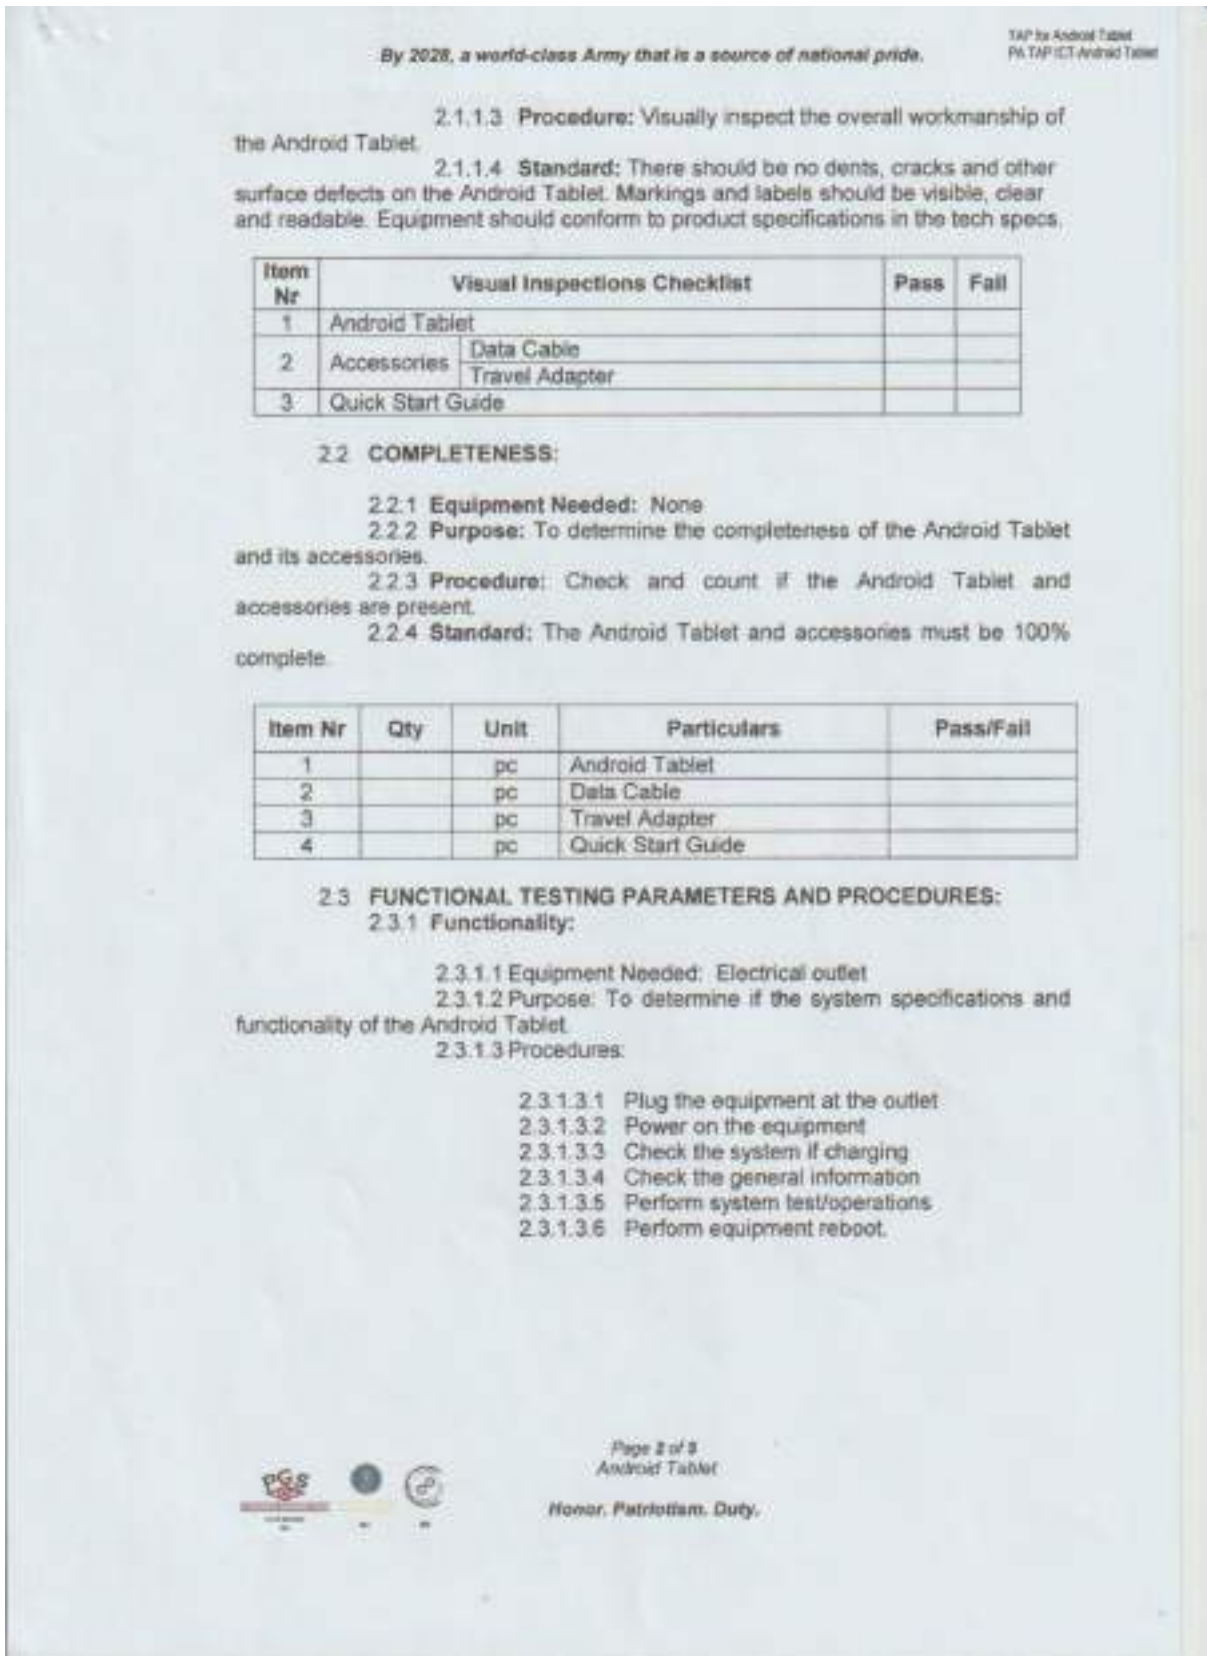 TAP for Android Tablet
PA TAP ICT-Android Tablet
By 2028, a world-class Army that is a source of national pride.
2.1.1.3 Procedure: Visually inspect the overall workmanship of
the Android Tablet.
2.1.1.4 Standard: There should be no dents, cracks and other
surface defects on the Android Tablet. Markings and labels should be visible, clear
and readable. Equipment should conform to product specifications in the tech specs.
Item Nr Visual Inspections Checklist Pass Fail
1 Android Tablet
2 Accessories Data Cable
Travel Adapter
3 Quick Start Guide
2.2 COMPLETENESS:
2.2.1 Equipment Needed: None
2.2.2 Purpose: To determine the completeness of the Android Tablet
and its accessories.
2.2.3 Procedure: Check and count if the Android Tablet and
accessories are present.
2.2.4 Standard: The Android Tablet and accessories must be 100%
complete.
Item Nr Qty Unit Particulars Pass/Fail
1 pc Android Tablet
2 pc Data Cable
3 pc Travel Adapter
4 pc Quick Start Guide
2.3 FUNCTIONAL TESTING PARAMETERS AND PROCEDURES:
2.3.1 Functionality:
2.3.1.1 Equipment Needed: Electrical outlet
2.3.1.2 Purpose: To determine if the system specifications and
functionality of the Android Tablet.
2.3.1.3 Procedures:
2.3.1.3.1 Plug the equipment at the outlet
2.3.1.3.2 Power on the equipment
2.3.1.3.3 Check the system if charging
2.3.1.3.4 Check the general information
2.3.1.3.5 Perform system test/operations
2.3.1.3.6 Perform equipment reboot.
Page 2 of 5
Android Tablet
PGS
Honor. Patriotism. Duty.